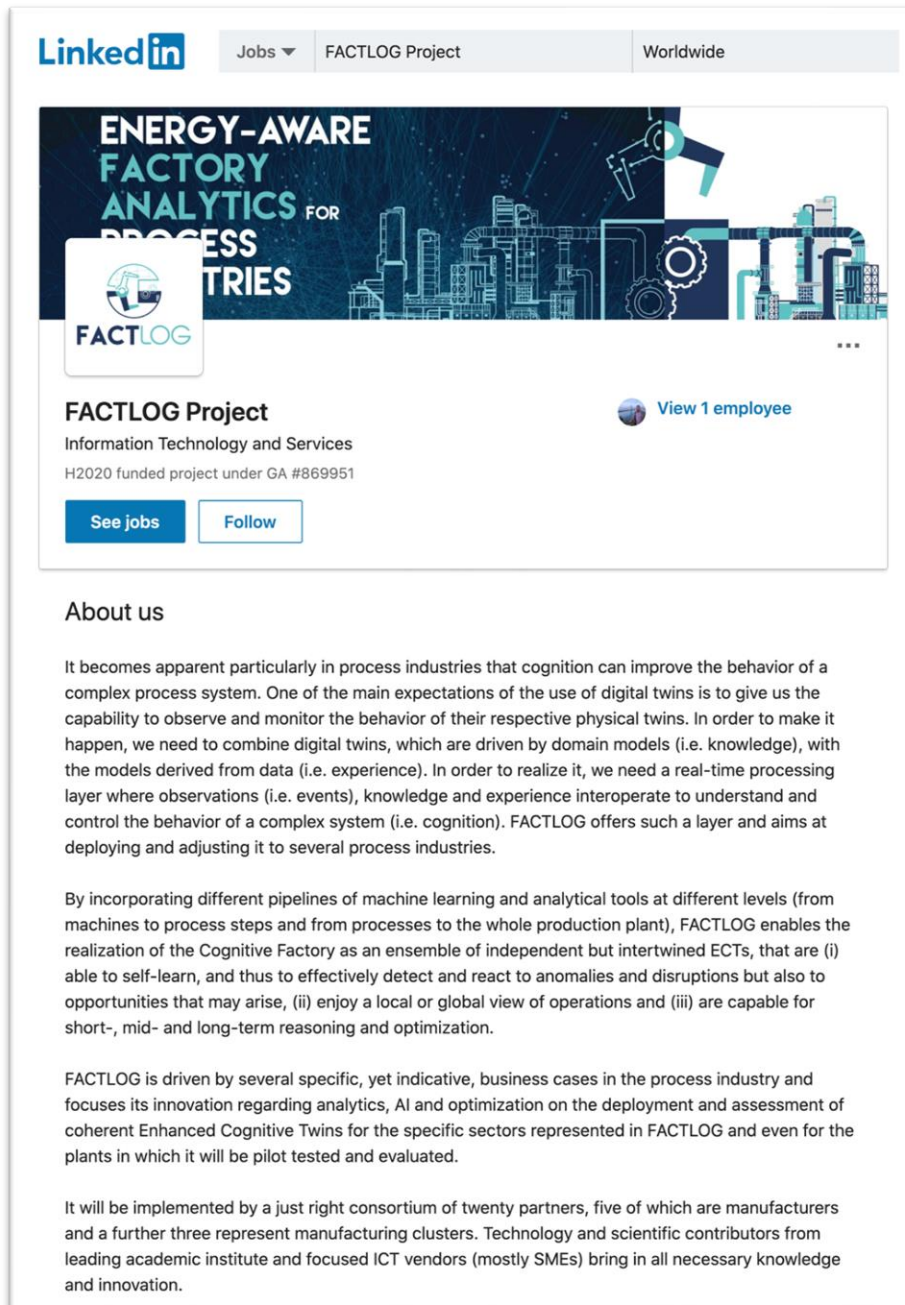 Linked in
Jobs FACTLOG Project Worldwide
ENERGY-AWARE
FACTORY
ANALYTICS FOR
ESS
TRIES
FACTLOG
FACTLOG Project
View 1 employee
Information Technology and Services
H2020 funded project under GA #869951
See jobs Follow
About us
It becomes apparent particularly in process industries that cognition can improve the behavior of a
complex process system. One of the main expectations of the use of digital twins is to give us the
capability to observe and monitor the behavior of their respective physical twins. In order to make it
happen, we need to combine digital twins, which are driven by domain models (i.e. knowledge), with
the models derived from data (i.e. experience). In order to realize it, we need a real-time processing
layer where observations (i.e. events), knowledge and experience interoperate to understand and
control the behavior of a complex system (i.e. cognition). FACTLOG offers such a layer and aims at
deploying and adjusting it to several process industries.
By incorporating different pipelines of machine learning and analytical tools at different levels (from
machines to process steps and from processes to the whole production plant), FACTLOG enables the
realization of the Cognitive Factory as an ensemble of independent but intertwined ECTs, that are (i)
able to self-learn, and thus to effectively detect and react to anomalies and disruptions but also to
opportunities that may arise, (ii) enjoy a local or global view of operations and (iii) are capable for
short-, mid- and long-term reasoning and optimization.
FACTLOG is driven by several specific, yet indicative, business cases in the process industry and
focuses its innovation regarding analytics, AI and optimization on the deployment and assessment of
coherent Enhanced Cognitive Twins for the specific sectors represented in FACTLOG and even for the
plants in which it will be pilot tested and evaluated.
It will be implemented by a just right consortium of twenty partners, five of which are manufacturers
and a further three represent manufacturing clusters. Technology and scientific contributors from
leading academic institute and focused ICT vendors (mostly SMEs) bring in all necessary knowledge
and innovation.